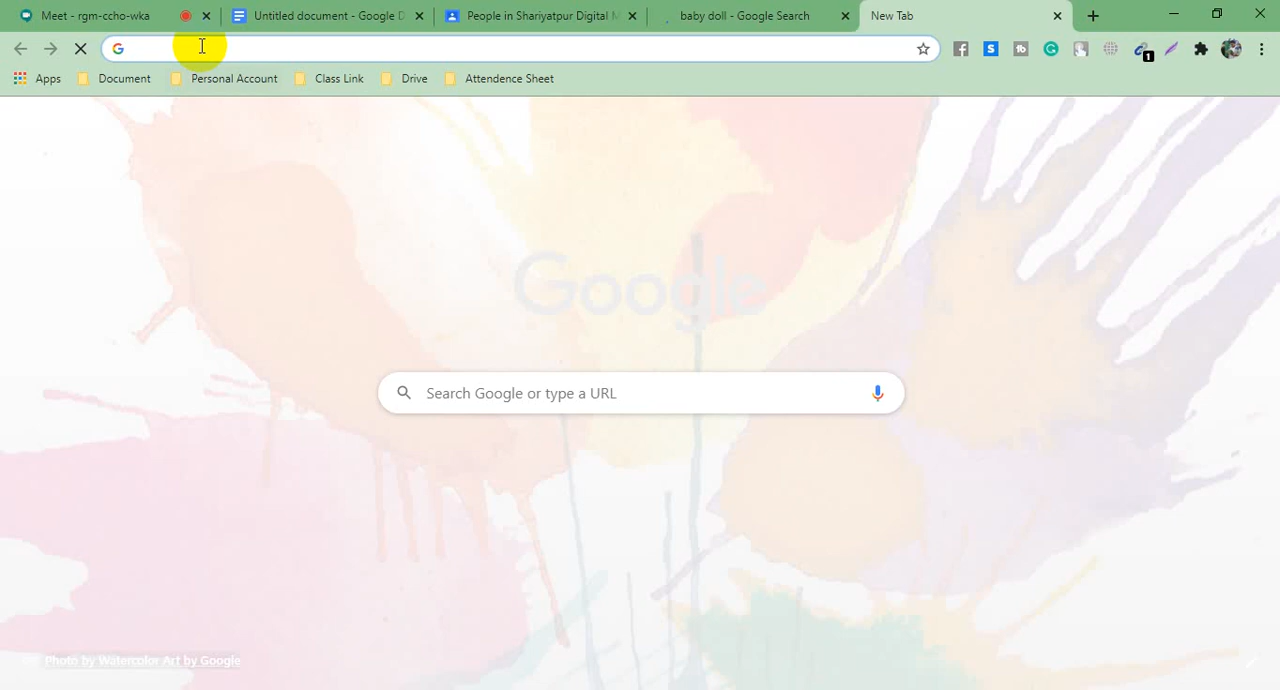 Meet - rgm-ccho-wka
Untitled document - Google D
People in Shariyatpur Digital M
baby doll - Google Search
New Tab
Apps
Document
Personal Account
Class Link
Drive
Attendence Sheet
Google
Search Google or type a URL
Photo by Watercolor Art by Google
1